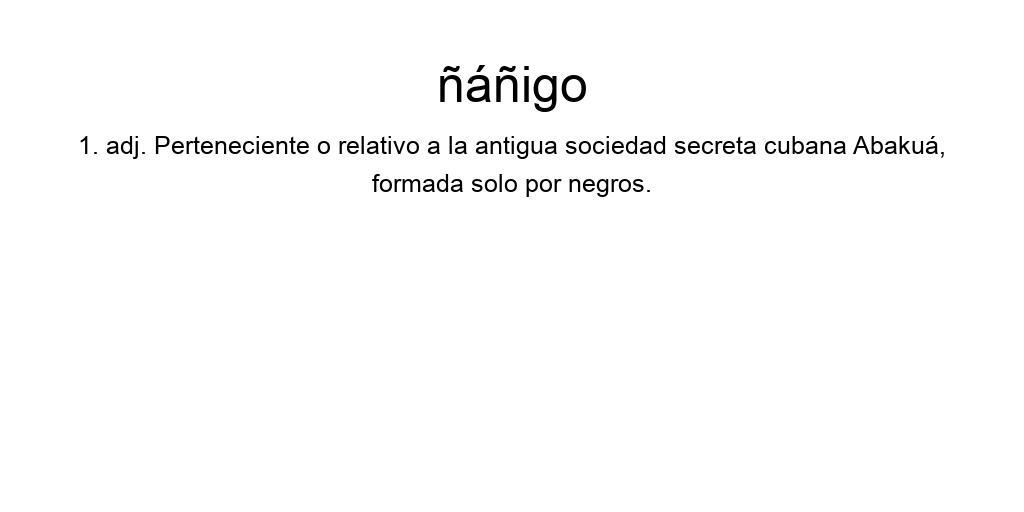 ñáñigo
1. adj. Perteneciente o relativo a la antigua sociedad secreta cubana Abakuá,
formada solo por negros.